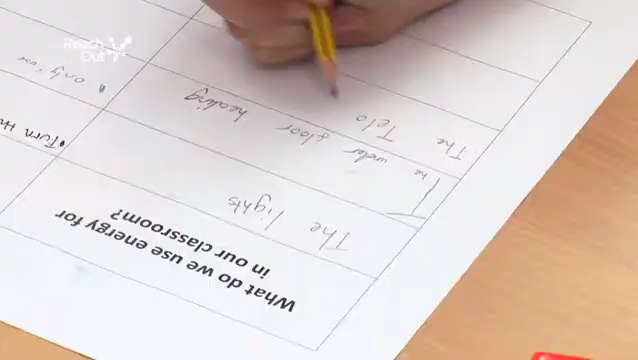 Reach
Out
What do we use energy for
in our classroom?
The lights
The under floor heating
The Telo
•Turn
• only